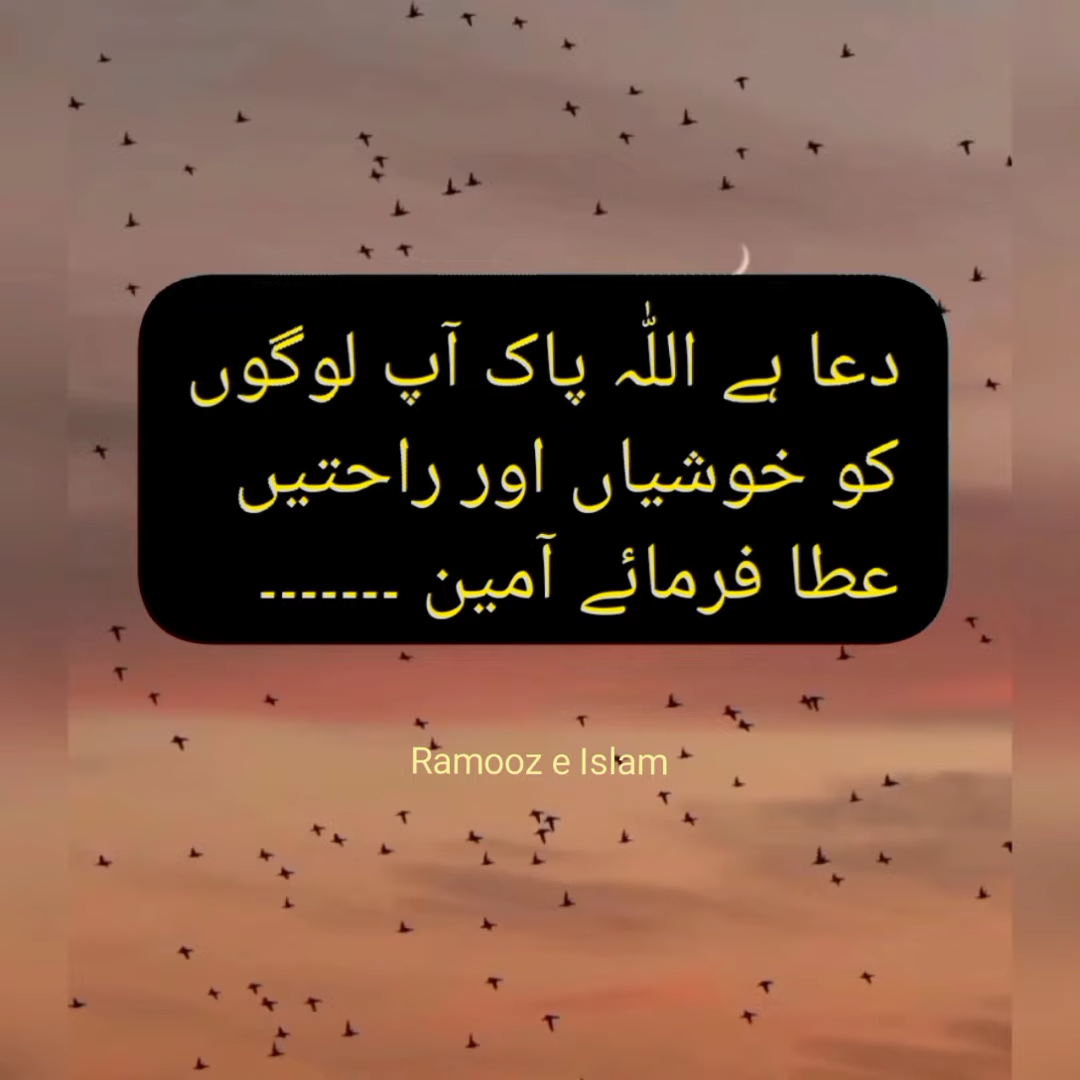 دعا ہے اللّٰہ پاک آپ لوگوں
کو خوشیاں اور راحتیں
عطا فرمائے آمین -------
Ramooz e Islam